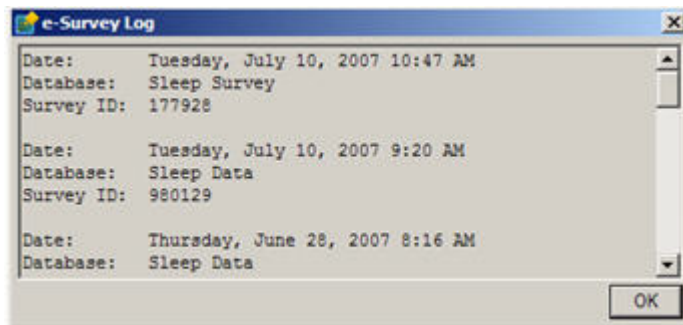 e-Survey Log
Date: Tuesday, July 10, 2007 10:47 AM
Database: Sleep Survey
Survey ID: 177928
Date: Tuesday, July 10, 2007 9:20 AM
Database: Sleep Data
Survey ID: 980129
Date: Thursday, June 28, 2007 8:16 AM
Database: Sleep Data
OK